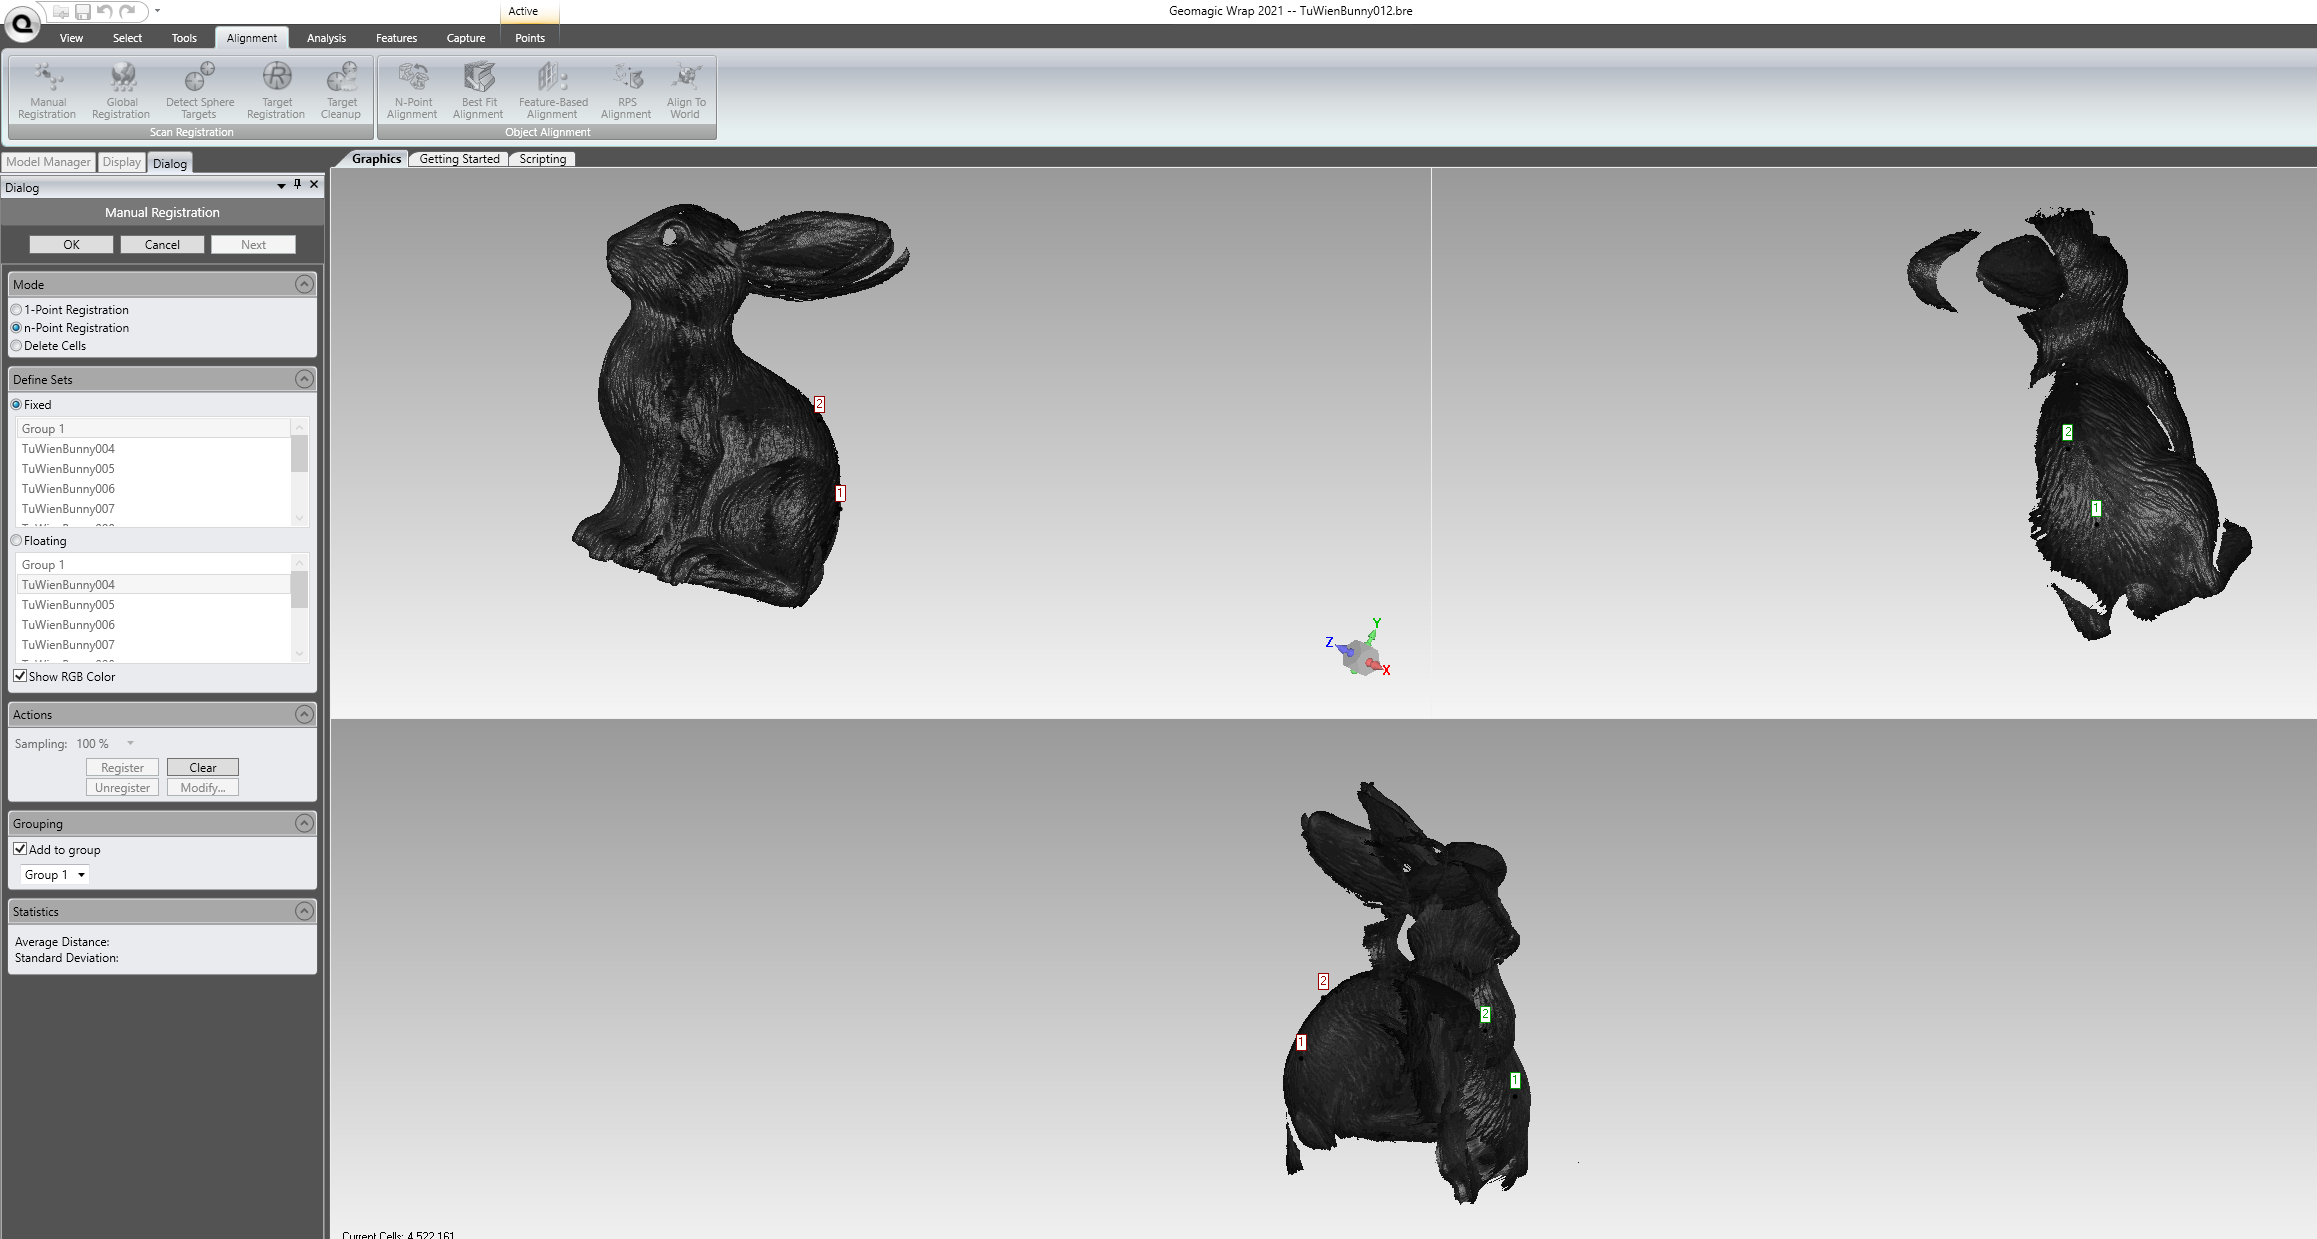 Active
Geomagic Wrap 2021 -- TuWienBunny012.bre
View Select Tools Alignment Analysis Features Capture Points
Manual Registration
Global Registration
Detect Sphere Targets
Target Registration
Target Cleanup
N-Point Alignment
Best Fit Alignment
Feature-Based Alignment
RPS Alignment
Align To World
Scan Registration
Object Alignment
Model Manager Display Dialog
Graphics Getting Started Scripting
Dialog
Manual Registration
OK Cancel Next
Mode
1-Point Registration
n-Point Registration
Delete Cells
Define Sets
Fixed
Group 1
TuWienBunny004
TuWienBunny005
TuWienBunny006
TuWienBunny007
Floating
Group 1
TuWienBunny004
TuWienBunny005
TuWienBunny006
TuWienBunny007
Show RGB Color
Actions
Sampling: 100 %
Register Clear
Unregister Modify...
Grouping
Add to group
Group 1
Statistics
Average Distance:
Standard Deviation:
2
1
Y
Z
X
2
1
2
2
1
1
Current Cells: 4,522,161